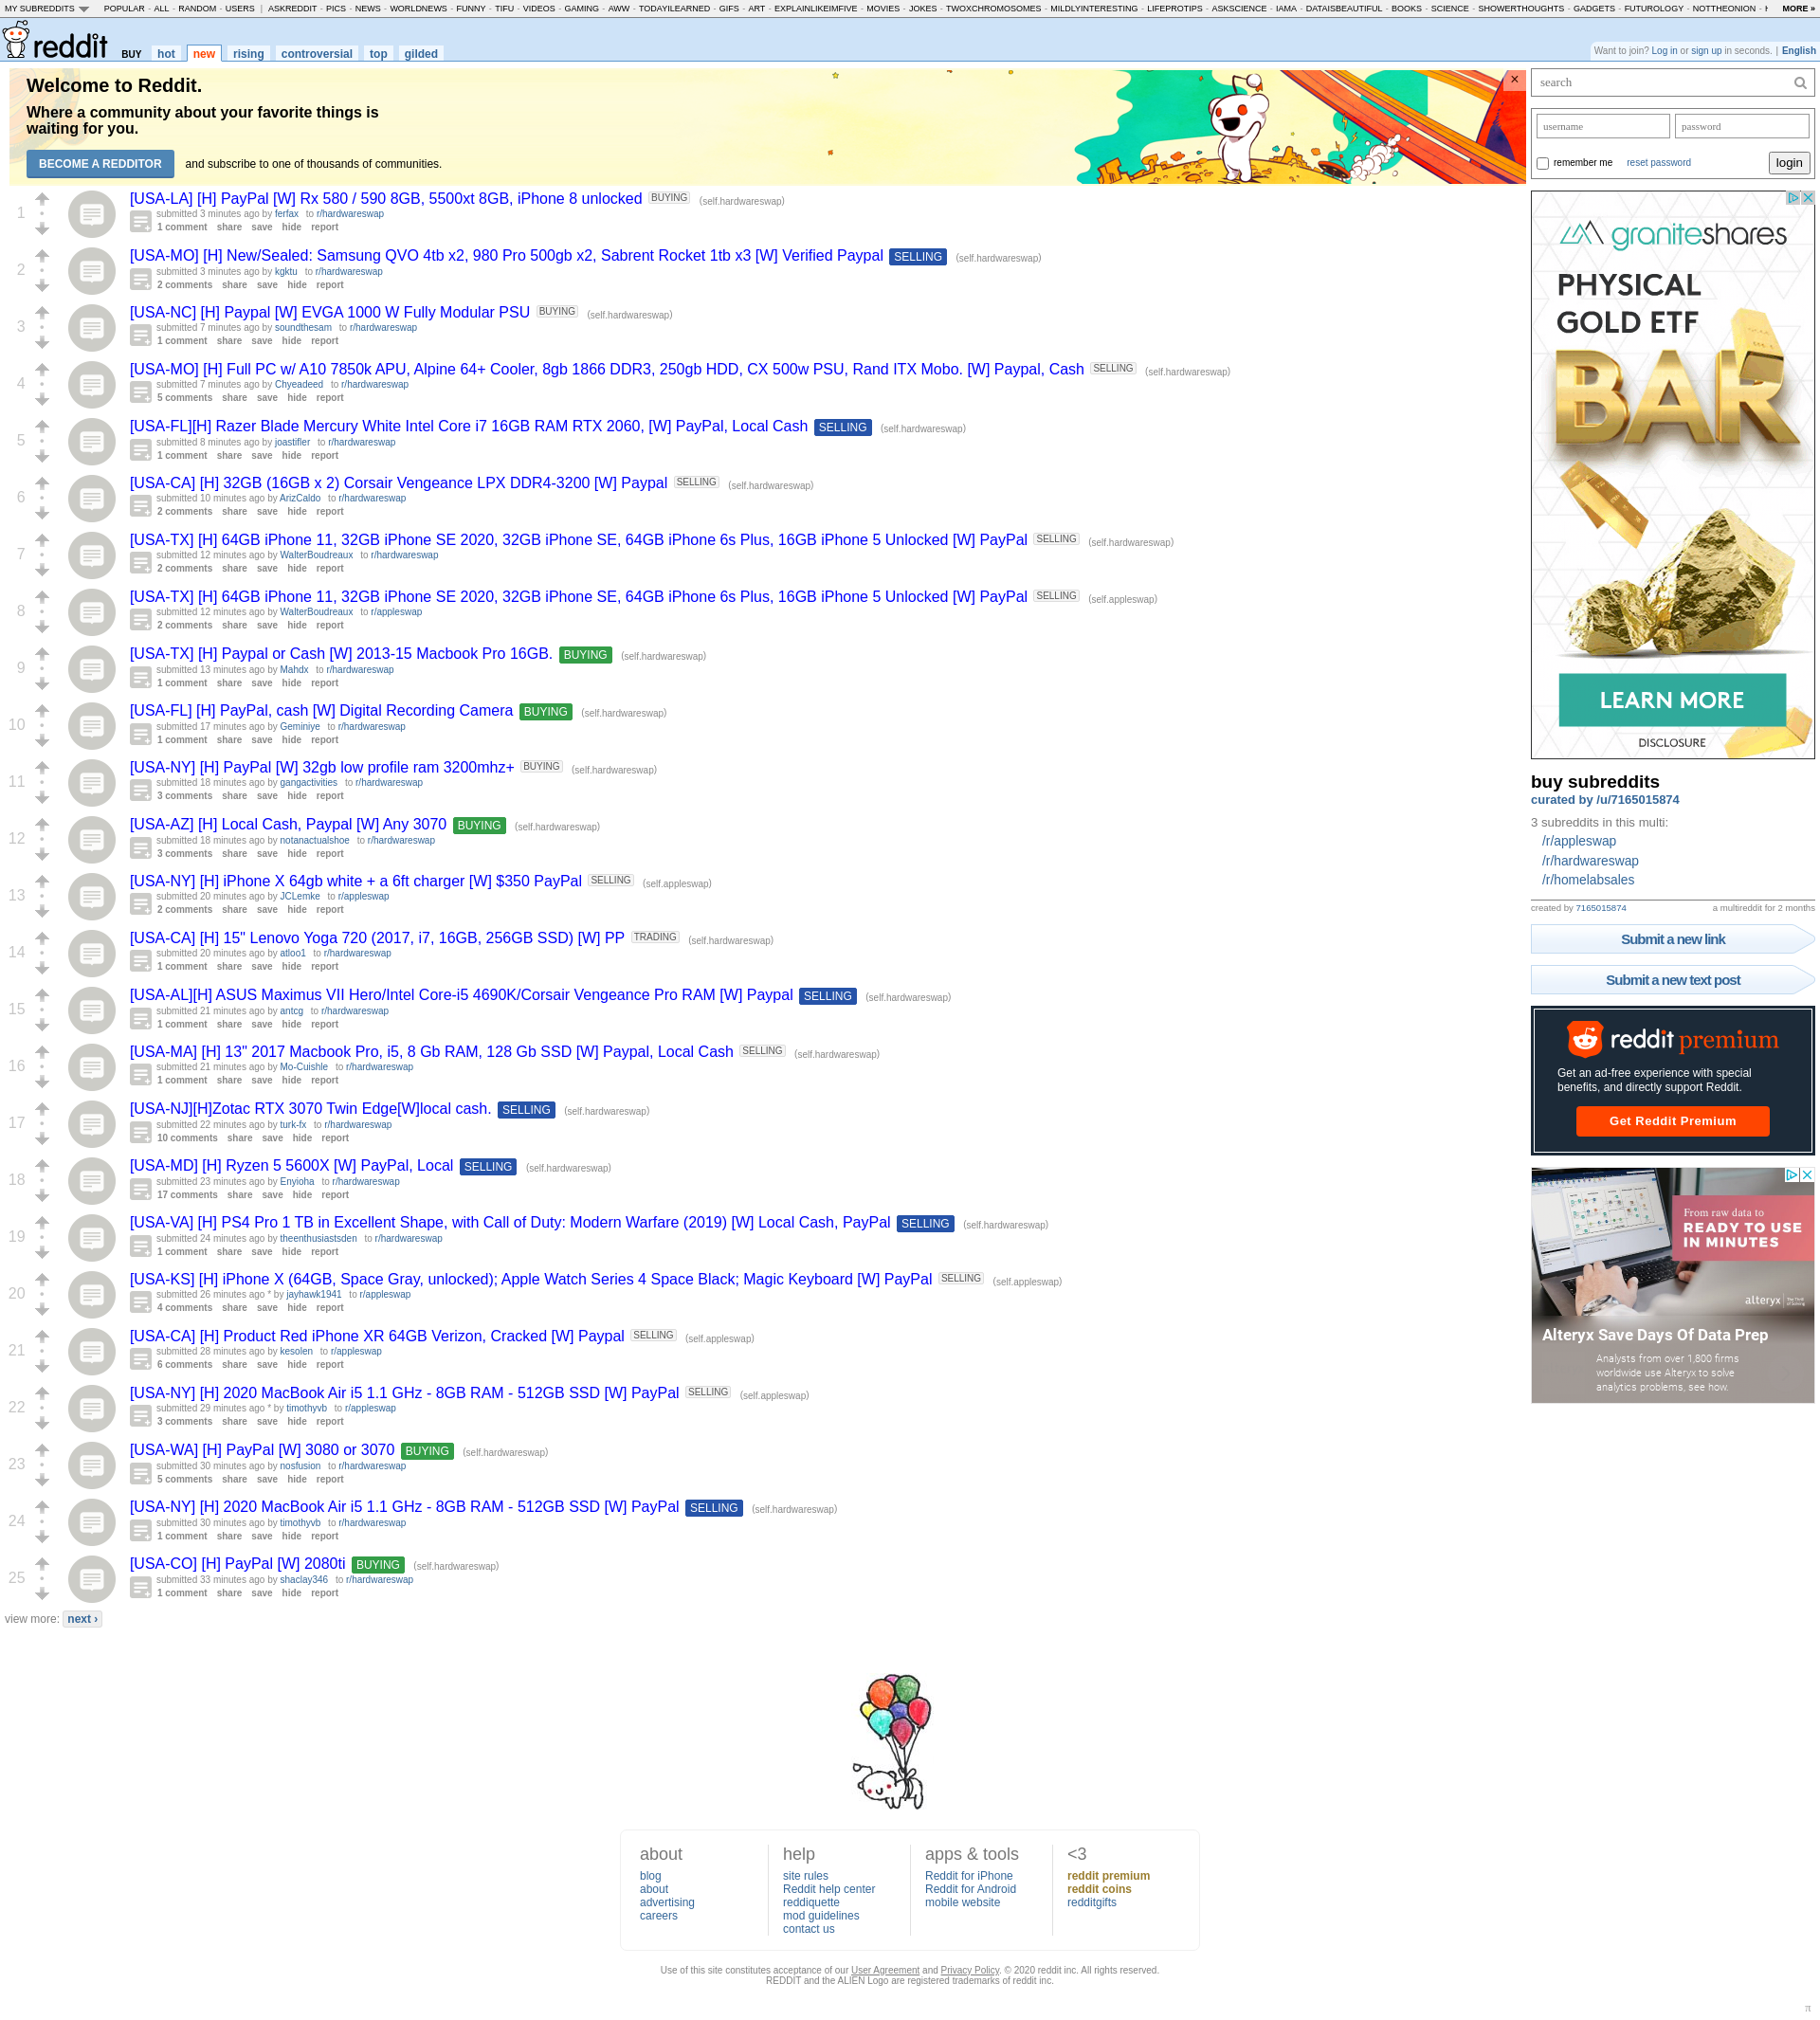 MY SUBREDDITS POPULAR - ALL - RANDOM - USERS | ASKREDDIT - PICS - NEWS - WORLDNEWS - FUNNY - TIFU - VIDEOS - GAMING - AWW - TODAYILEARNED - GIFS - ART - EXPLAINLIKEIMFIVE - MOVIES - JOKES - TWOXCHROMOSOMES - MILDLYINTERESTING - LIFEPROTIPS - ASKSCIENCE - IAMA - DATAISBEAUTIFUL - BOOKS - SCIENCE - SHOWERTHOUGHTS - GADGETS - FUTUROLOGY - NOTTHEONION - MORE »
reddit BUY hot new rising controversial top gilded
Want to join? Log in or sign up in seconds. | English
Welcome to Reddit.
Where a community about your favorite things is
waiting for you.
BECOME A REDDITOR and subscribe to one of thousands of communities.
×
1
[USA-LA] [H] PayPal [W] Rx 580 / 590 8GB, 5500xt 8GB, iPhone 8 unlocked BUYING (self.hardwareswap)
submitted 3 minutes ago by ferfax to r/hardwareswap
1 comment share save hide report
2
[USA-MO] [H] New/Sealed: Samsung QVO 4tb x2, 980 Pro 500gb x2, Sabrent Rocket 1tb x3 [W] Verified Paypal SELLING (self.hardwareswap)
submitted 3 minutes ago by kgktu to r/hardwareswap
2 comments share save hide report
3
[USA-NC] [H] Paypal [W] EVGA 1000 W Fully Modular PSU BUYING (self.hardwareswap)
submitted 7 minutes ago by soundthesam to r/hardwareswap
1 comment share save hide report
4
[USA-MO] [H] Full PC w/ A10 7850k APU, Alpine 64+ Cooler, 8gb 1866 DDR3, 250gb HDD, CX 500w PSU, Rand ITX Mobo. [W] Paypal, Cash SELLING (self.hardwareswap)
submitted 7 minutes ago by Chyeadeed to r/hardwareswap
5 comments share save hide report
5
[USA-FL][H] Razer Blade Mercury White Intel Core i7 16GB RAM RTX 2060, [W] PayPal, Local Cash SELLING (self.hardwareswap)
submitted 8 minutes ago by joastifler to r/hardwareswap
1 comment share save hide report
6
[USA-CA] [H] 32GB (16GB x 2) Corsair Vengeance LPX DDR4-3200 [W] Paypal SELLING (self.hardwareswap)
submitted 10 minutes ago by ArizCaldo to r/hardwareswap
2 comments share save hide report
7
[USA-TX] [H] 64GB iPhone 11, 32GB iPhone SE 2020, 32GB iPhone SE, 64GB iPhone 6s Plus, 16GB iPhone 5 Unlocked [W] PayPal SELLING (self.hardwareswap)
submitted 12 minutes ago by WalterBoudreaux to r/hardwareswap
2 comments share save hide report
8
[USA-TX] [H] 64GB iPhone 11, 32GB iPhone SE 2020, 32GB iPhone SE, 64GB iPhone 6s Plus, 16GB iPhone 5 Unlocked [W] PayPal SELLING (self.appleswap)
submitted 12 minutes ago by WalterBoudreaux to r/appleswap
2 comments share save hide report
9
[USA-TX] [H] Paypal or Cash [W] 2013-15 Macbook Pro 16GB. BUYING (self.hardwareswap)
submitted 13 minutes ago by Mahdx to r/hardwareswap
1 comment share save hide report
10
[USA-FL] [H] PayPal, cash [W] Digital Recording Camera BUYING (self.hardwareswap)
submitted 17 minutes ago by Geminiye to r/hardwareswap
1 comment share save hide report
11
[USA-NY] [H] PayPal [W] 32gb low profile ram 3200mhz+ BUYING (self.hardwareswap)
submitted 18 minutes ago by gangactivities to r/hardwareswap
3 comments share save hide report
12
[USA-AZ] [H] Local Cash, Paypal [W] Any 3070 BUYING (self.hardwareswap)
submitted 18 minutes ago by notanactualshoe to r/hardwareswap
3 comments share save hide report
13
[USA-NY] [H] iPhone X 64gb white + a 6ft charger [W] $350 PayPal SELLING (self.appleswap)
submitted 20 minutes ago by JCLemke to r/appleswap
2 comments share save hide report
14
[USA-CA] [H] 15" Lenovo Yoga 720 (2017, i7, 16GB, 256GB SSD) [W] PP TRADING (self.hardwareswap)
submitted 20 minutes ago by atloo1 to r/hardwareswap
1 comment share save hide report
15
[USA-AL][H] ASUS Maximus VII Hero/Intel Core-i5 4690K/Corsair Vengeance Pro RAM [W] Paypal SELLING (self.hardwareswap)
submitted 21 minutes ago by antcg to r/hardwareswap
1 comment share save hide report
16
[USA-MA] [H] 13" 2017 Macbook Pro, i5, 8 Gb RAM, 128 Gb SSD [W] Paypal, Local Cash SELLING (self.hardwareswap)
submitted 21 minutes ago by Mo-Cuishle to r/hardwareswap
1 comment share save hide report
17
[USA-NJ][H]Zotac RTX 3070 Twin Edge[W]local cash. SELLING (self.hardwareswap)
submitted 22 minutes ago by turk-fx to r/hardwareswap
10 comments share save hide report
18
[USA-MD] [H] Ryzen 5 5600X [W] PayPal, Local SELLING (self.hardwareswap)
submitted 23 minutes ago by Enyioha to r/hardwareswap
17 comments share save hide report
19
[USA-VA] [H] PS4 Pro 1 TB in Excellent Shape, with Call of Duty: Modern Warfare (2019) [W] Local Cash, PayPal SELLING (self.hardwareswap)
submitted 24 minutes ago by theenthusiastsden to r/hardwareswap
1 comment share save hide report
20
[USA-KS] [H] iPhone X (64GB, Space Gray, unlocked); Apple Watch Series 4 Space Black; Magic Keyboard [W] PayPal SELLING (self.appleswap)
submitted 26 minutes ago * by jayhawk1941 to r/appleswap
4 comments share save hide report
21
[USA-CA] [H] Product Red iPhone XR 64GB Verizon, Cracked [W] Paypal SELLING (self.appleswap)
submitted 28 minutes ago by kesolen to r/appleswap
6 comments share save hide report
22
[USA-NY] [H] 2020 MacBook Air i5 1.1 GHz - 8GB RAM - 512GB SSD [W] PayPal SELLING (self.appleswap)
submitted 29 minutes ago * by timothyvb to r/appleswap
3 comments share save hide report
23
[USA-WA] [H] PayPal [W] 3080 or 3070 BUYING (self.hardwareswap)
submitted 30 minutes ago by nosfusion to r/hardwareswap
5 comments share save hide report
24
[USA-NY] [H] 2020 MacBook Air i5 1.1 GHz - 8GB RAM - 512GB SSD [W] PayPal SELLING (self.hardwareswap)
submitted 30 minutes ago by timothyvb to r/hardwareswap
1 comment share save hide report
25
[USA-CO] [H] PayPal [W] 2080ti BUYING (self.hardwareswap)
submitted 33 minutes ago by shaclay346 to r/hardwareswap
1 comment share save hide report
view more: next ›
search
username password
remember me reset password login
graniteshares
PHYSICAL
GOLD ETF
BAR
LEARN MORE
DISCLOSURE
buy subreddits
curated by /u/7165015874
3 subreddits in this multi:
/r/appleswap
/r/hardwareswap
/r/homelabsales
created by 7165015874 a multireddit for 2 months
Submit a new link
Submit a new text post
reddit premium
Get an ad-free experience with special
benefits, and directly support Reddit.
Get Reddit Premium
From raw data to
READY TO USE
IN MINUTES
alteryx
Alteryx Save Days Of Data Prep
Analysts from over 1,800 firms
worldwide use Alteryx to solve
analytics problems, see how.
about
blog
about
advertising
careers
help
site rules
Reddit help center
reddiquette
mod guidelines
contact us
apps & tools
Reddit for iPhone
Reddit for Android
mobile website
<3
reddit premium
reddit coins
redditgifts
Use of this site constitutes acceptance of our User Agreement and Privacy Policy. © 2020 reddit inc. All rights reserved.
REDDIT and the ALIEN Logo are registered trademarks of reddit inc.
π